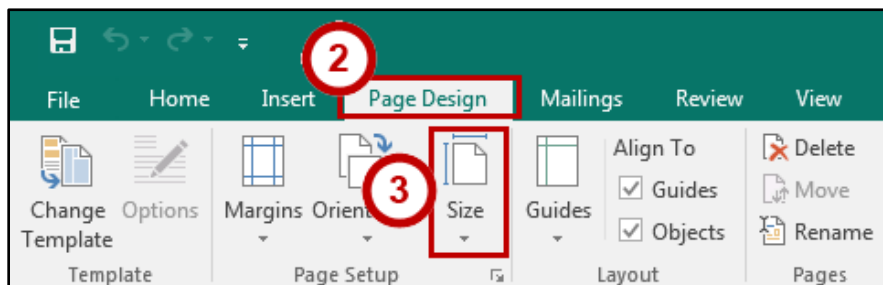 2
File Home Insert Page Design Mailings Review View
Change Template
Options
Margins
3
Size
Guides
Align To
Guides
Objects
Delete
Move
Rename
Template Page Setup Layout Pages